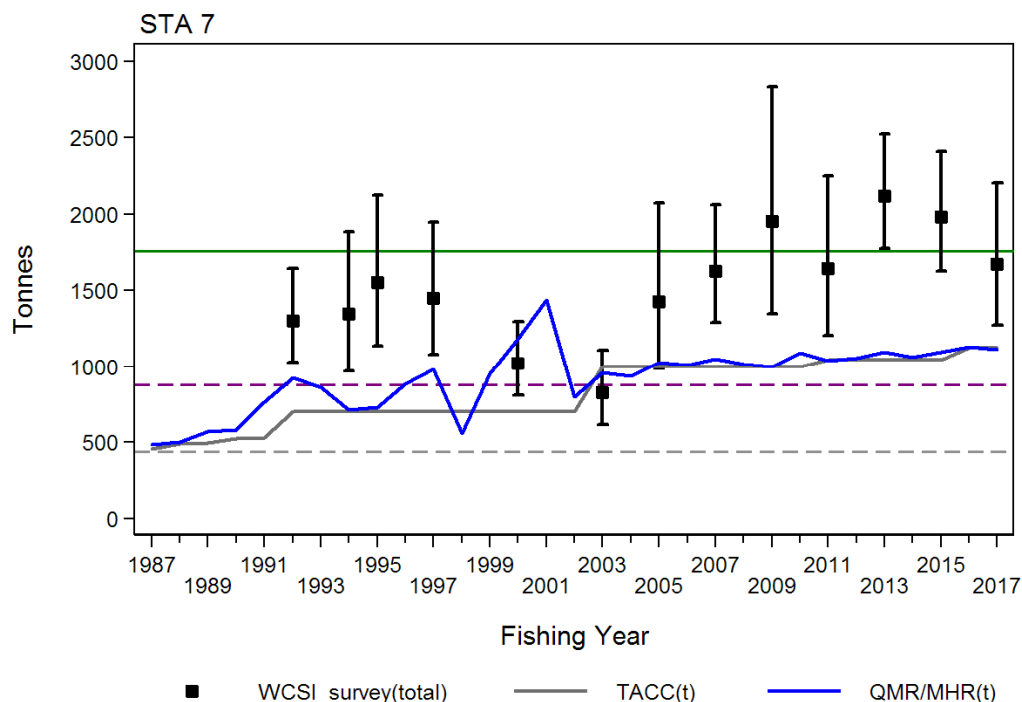 STA 7
3000
2500
2000
1500
1000
500
0
Tonnes
1987 1991 1995 1999 2003 2007 2011 2015
1989 1993 1997 2001 2005 2009 2013 2017
Fishing Year
WCSI survey(total) TACC(t) QMR/MHR(t)